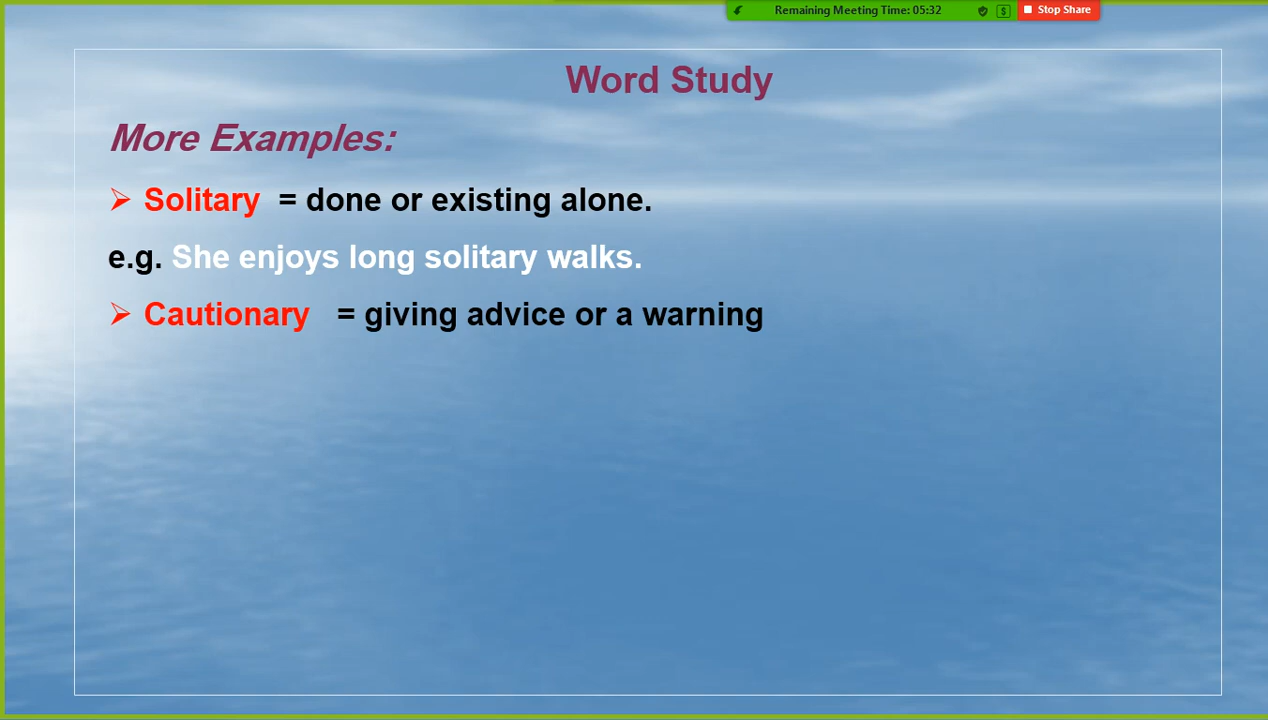 Remaining Meeting Time: 05:32
Stop Share
Word Study
More Examples:
➢ Solitary = done or existing alone.
e.g. She enjoys long solitary walks.
➢ Cautionary = giving advice or a warning